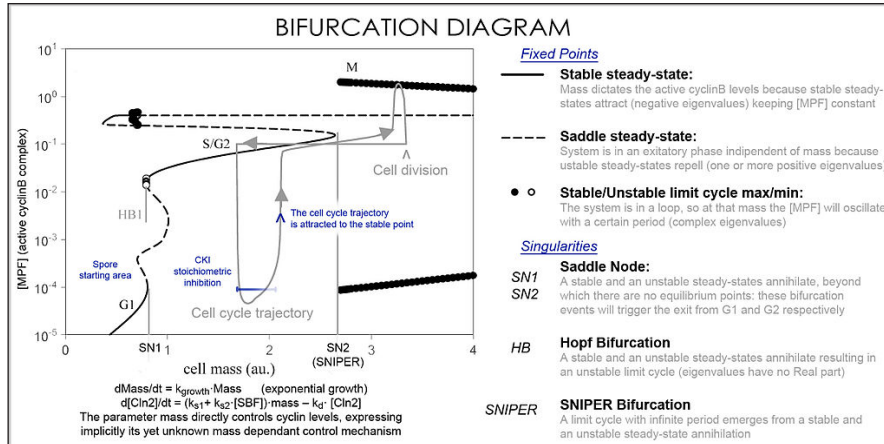 BIFURCATION DIAGRAM
[MPF] (active cyclinB complex)
10^1
10^0
10^-1
10^-2
10^-3
10^-4
10^-5
M
S/G2
Cell division
HB1
The cell cycle trajectory
is attracted to the stable point
Spore
starting area
CKI
stoichiometric
inhibition
G1
Cell cycle trajectory
0
SN1
1
2
SN2
(SNIPER)
3
4
cell mass (au.)
dMass/dt = k_growth·Mass (exponential growth)
d[Cln2]/dt = (k_s1+ k_s2·[SBF])·mass – k_d· [Cln2]
The parameter mass directly controls cyclin levels, expressing
implicitly its yet unknown mass dependant control mechanism
Fixed Points
Stable steady-state:
Mass dictates the active cyclinB levels because stable steady-
states attract (negative eigenvalues) keeping [MPF] constant
Saddle steady-state:
System is in an exitatory phase indipendent of mass because
ustable steady-states repell (one or more positive eigenvalues)
Stable/Unstable limit cycle max/min:
The system is in a loop, so at that mass the [MPF] will oscillate
with a certain period (complex eigenvalues)
Singularities
SN1
SN2
Saddle Node:
A stable and an unstable steady-states annihilate, beyond
which there are no equilibrium points: these bifurcation
events will trigger the exit from G1 and G2 respectively
HB
Hopf Bifurcation
A stable and an unstable steady-states annihilate resulting in
an unstable limit cycle (eigenvalues have no Real part)
SNIPER
SNIPER Bifurcation
A limit cycle with infinite period emerges from a stable and
an unstable steady-state annihilation